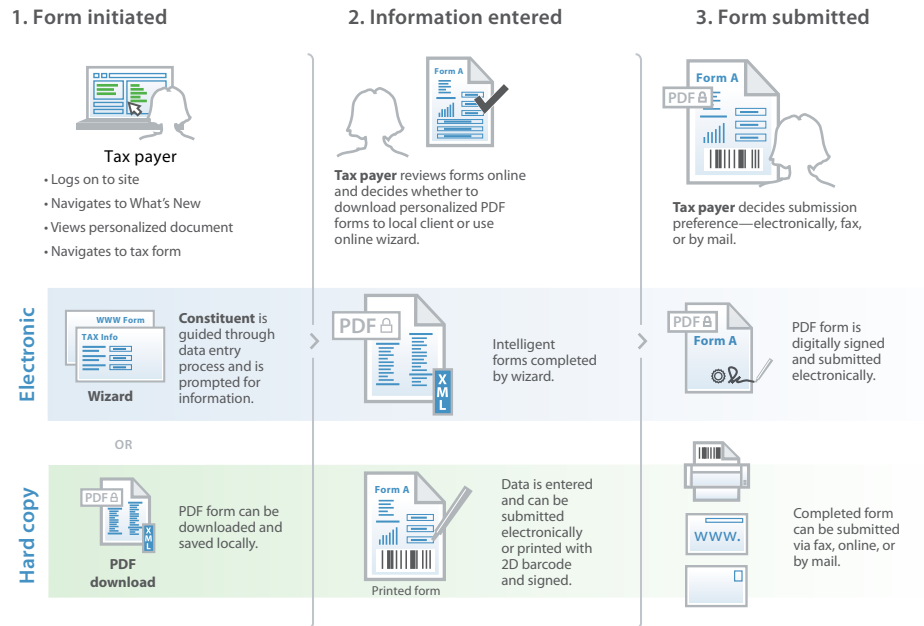 1. Form initiated
2. Information entered
3. Form submitted
Tax payer
• Logs on to site
• Navigates to What's New
• Views personalized document
• Navigates to tax form
Form A
Tax payer reviews forms online
and decides whether to
download personalized PDF
forms to local client or use
online wizard.
Form A
PDF
Tax payer decides submission
preference—electronically, fax,
or by mail.
Electronic
WWW Form
TAX Info
Wizard
Constituent is
guided through
data entry
process and is
prompted for
information.
PDF
XML
Intelligent
forms completed
by wizard.
PDF
Form A
PDF form is
digitally signed
and submitted
electronically.
OR
Hard copy
PDF
XML
PDF
download
PDF form can be
downloaded and
saved locally.
Form A
Printed form
Data is entered
and can be
submitted
electronically
or printed with
2D barcode
and signed.
www.
Completed form
can be submitted
via fax, online, or
by mail.